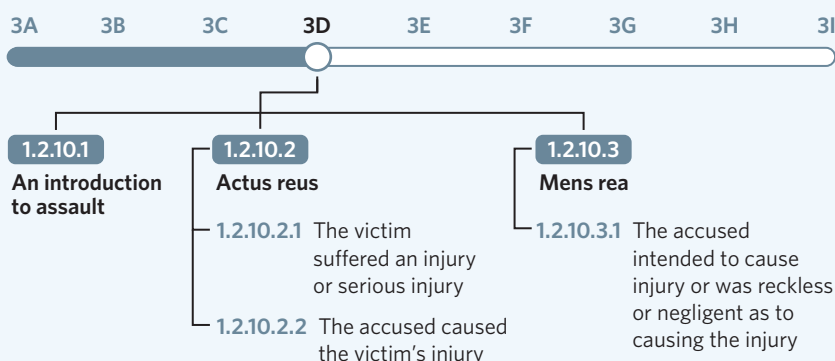 3A 3B 3C 3D 3E 3F 3G 3H 3I
1.2.10.1
An introduction
to assault
1.2.10.2
Actus reus
1.2.10.2.1 The victim
suffered an injury
or serious injury
1.2.10.2.2 The accused caused
the victim's injury
1.2.10.3
Mens rea
1.2.10.3.1 The accused
intended to cause
injury or was reckless
or negligent as to
causing the injury